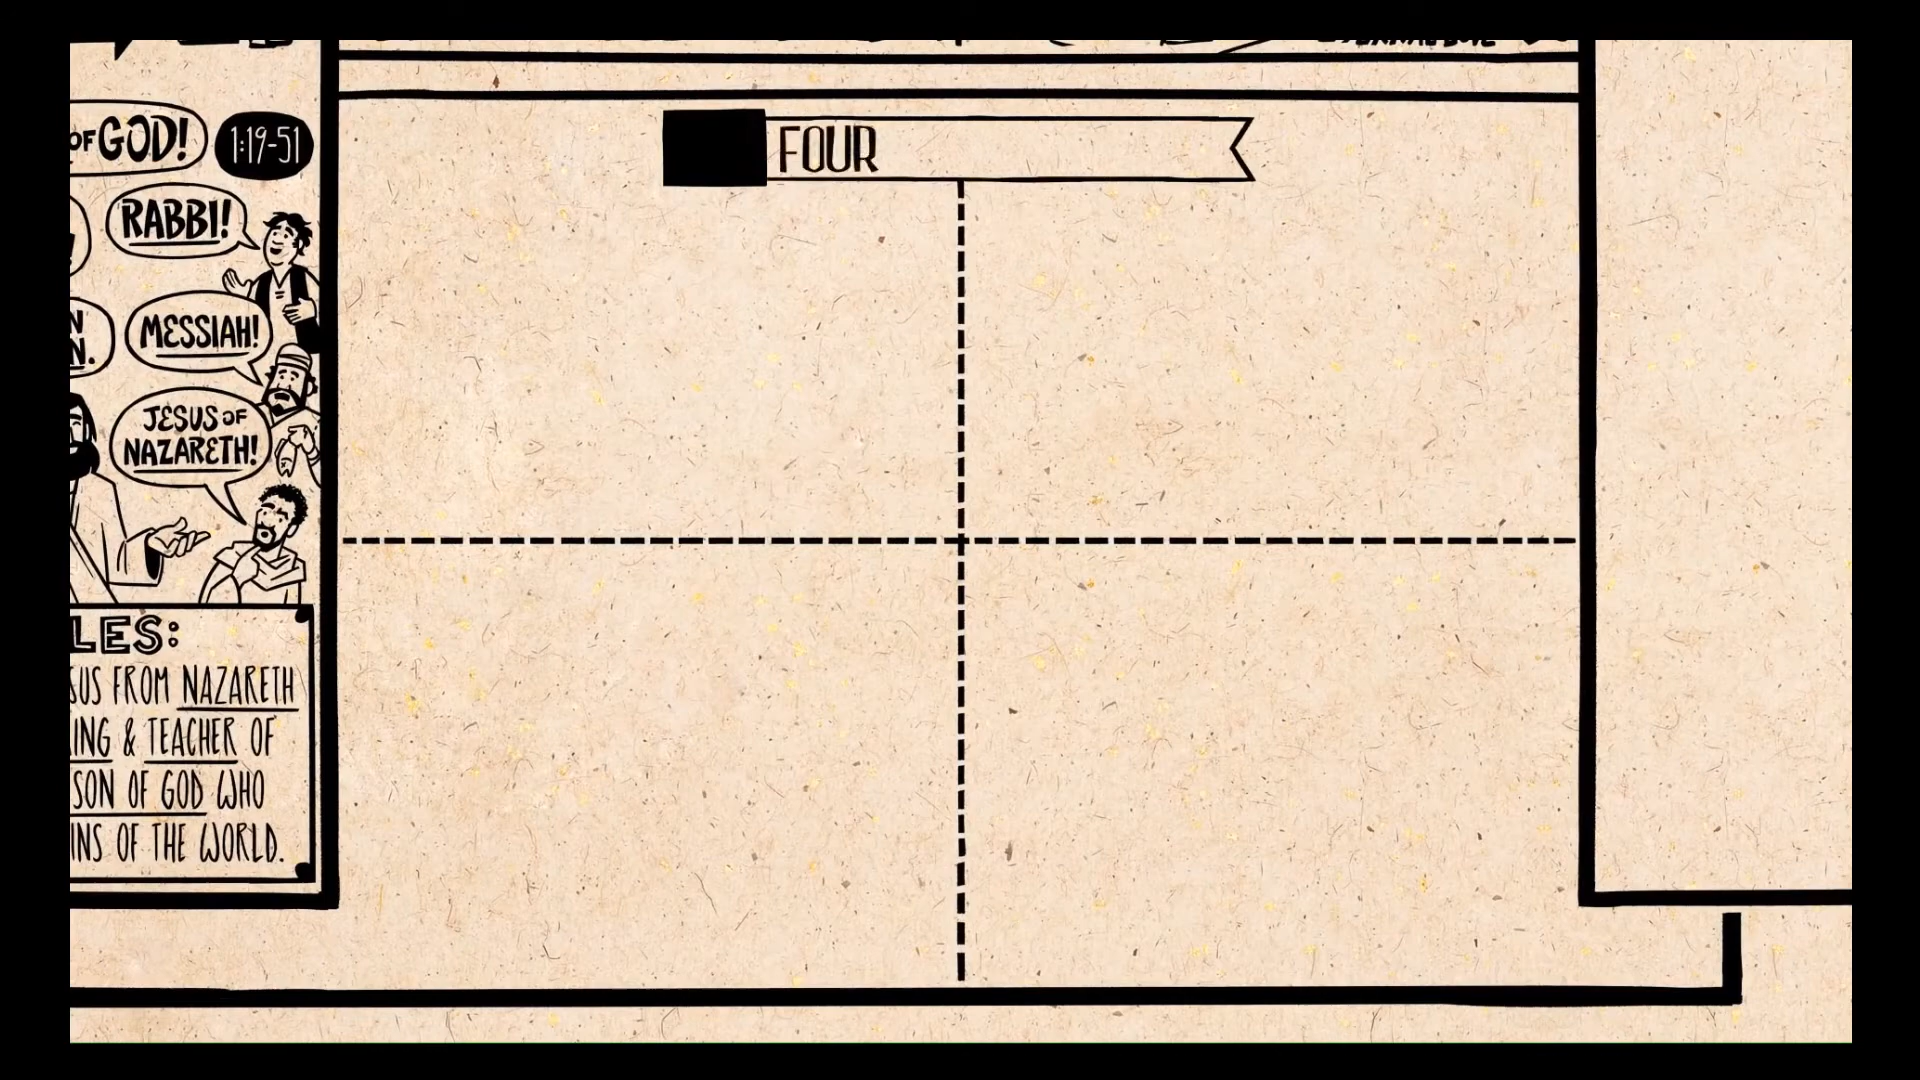 OF GOD!
1:19-51
RABBI!
MESSIAH!
JESUS OF
NAZARETH!
FOUR
LES:
SUS FROM NAZARETH
ING & TEACHER OF
SON OF GOD WHO
INS OF THE WORLD.